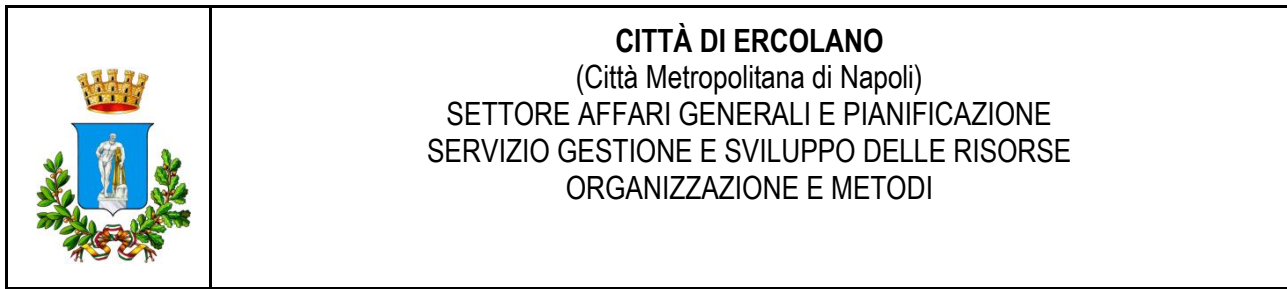 CITTÀ DI ERCOLANO
(Città Metropolitana di Napoli)
SETTORE AFFARI GENERALI E PIANIFICAZIONE
SERVIZIO GESTIONE E SVILUPPO DELLE RISORSE
ORGANIZZAZIONE E METODI